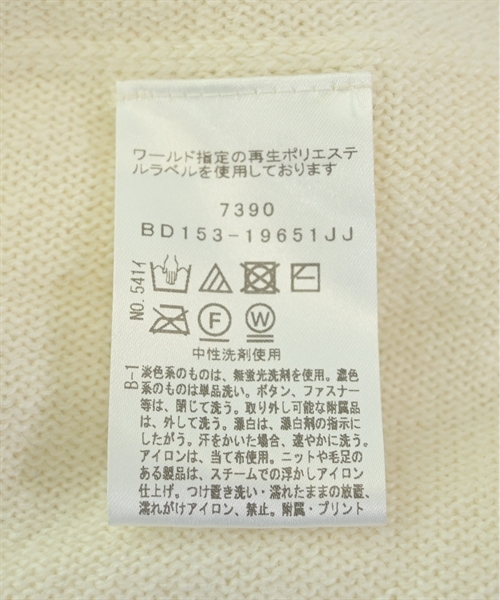 ワールド指定の再生ポリエステ
ルラベルを使用しております
7390
BD153-19651JJ
NO.541イ
F
W
中性洗剤使用
B-1
淡色系のものは、無蛍光洗剤を使用。濃色
系のものは単品洗い。ボタン、ファスナー
等は、閉じて洗う。取り外し可能な附属品
は、外して洗う。漂白は、漂白剤の指示に
したがう。汗をかいた場合、速やかに洗う。
アイロンは、当て布使用。ニットや毛足の
ある製品は、スチームでの浮かしアイロン
仕上げ。つけ置き洗い・濡れたままの放置、
濡れがけアイロン、禁止。附属・プリント